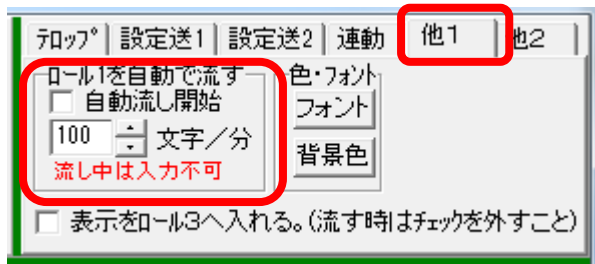 ﾃﾛｯﾌﾟ 設定送1 設定送2 連動 他1 他2
ﾛｰﾙ1を自動で流す
自動流し開始
100 文字／分
流し中は入力不可
色・ﾌｫﾝﾄ
フォント
背景色
表示をﾛｰﾙ3へ入れる。(流す時はﾁｪｯｸを外すこと)